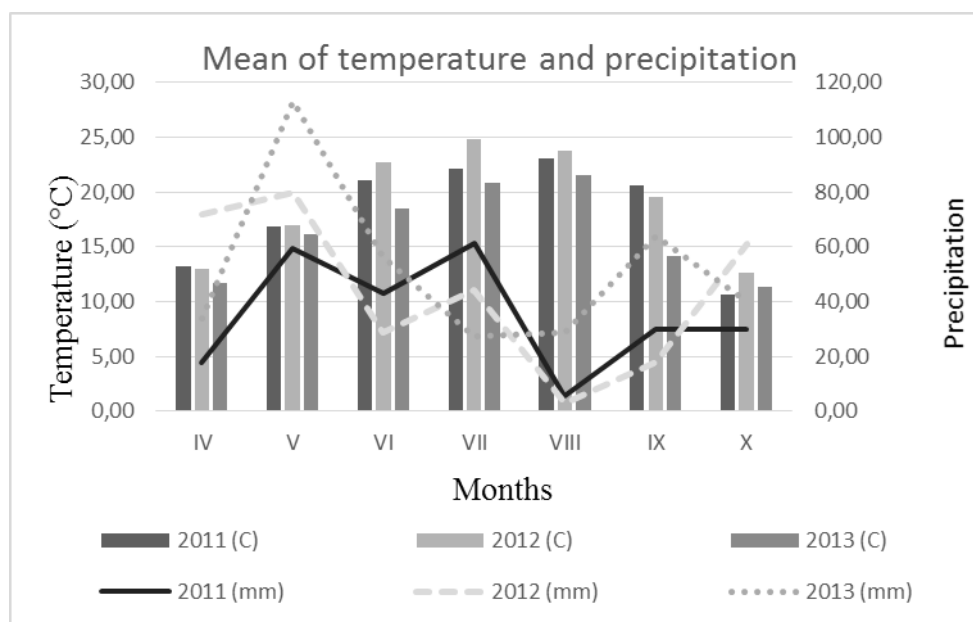 Mean of temperature and precipitation
30,00
25,00
20,00
15,00
10,00
5,00
0,00
Temperature (°C)
120,00
100,00
80,00
60,00
40,00
20,00
0,00
Precipitation
IV V VI VII VIII IX X
Months
2011 (C) 2012 (C) 2013 (C)
2011 (mm) 2012 (mm) 2013 (mm)